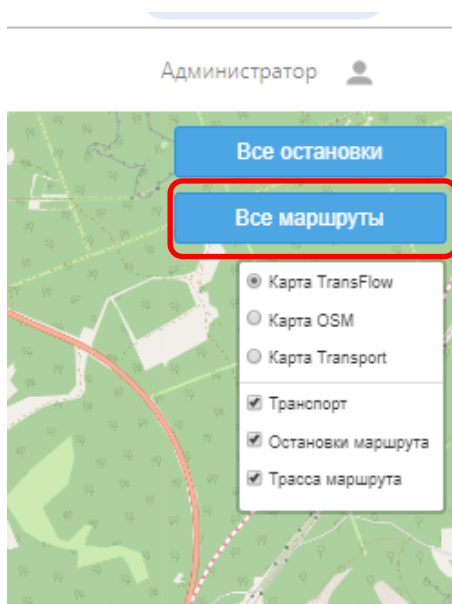 Администратор
Все остановки
Все маршруты
Карта TransFlow
Карта OSM
Карта Transport
Транспорт
Остановки маршрута
Трасса маршрута